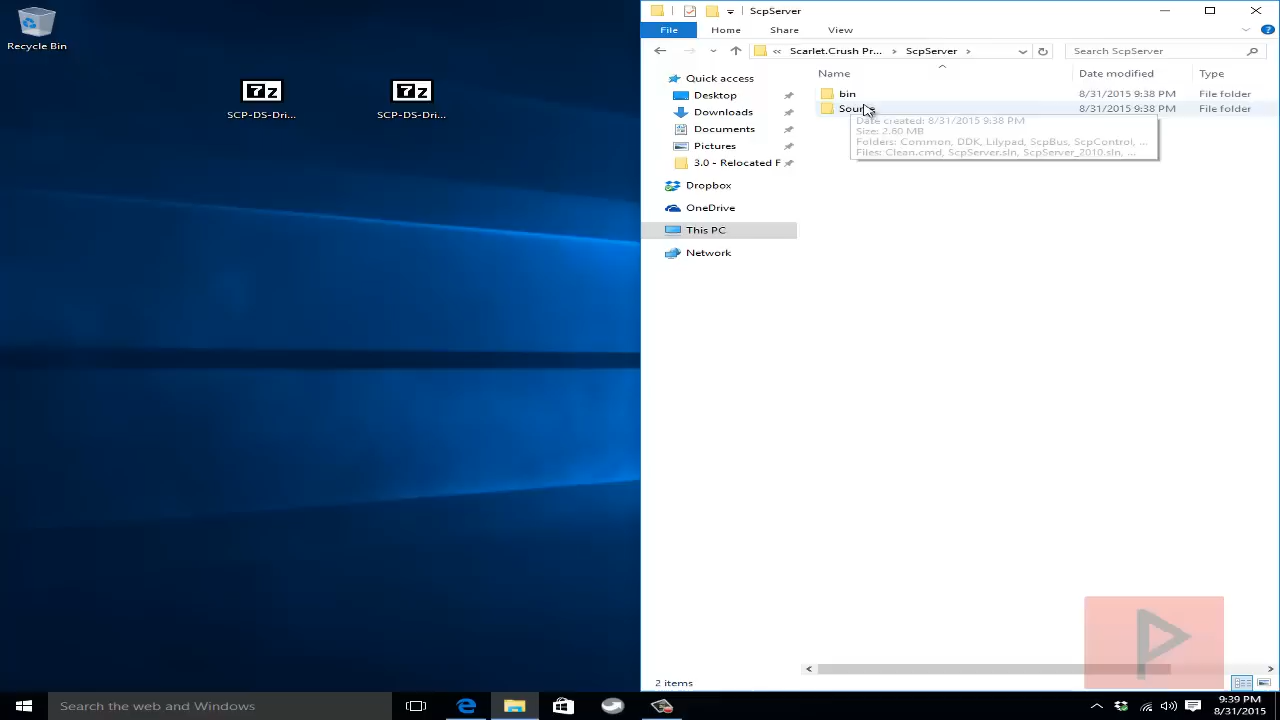 Recycle Bin
7z
SCP-DS-Dri...
7z
SCP-DS-Dri...
ScpServer
File Home Share View
Scarlet.Crush Pr... ScpServer
Search ScpServer
Name Date modified Type
Quick access
Desktop
Downloads
Documents
Pictures
3.0 - Relocated F
Dropbox
OneDrive
This PC
Network
bin 8/31/2015 9:38 PM File folder
Source 8/31/2015 9:38 PM File folder
Date created: 8/31/2015 9:38 PM
Size: 2.60 MB
Folders: Common, DDK, Lilypad, ScpBus, ScpControl, ...
Files: Clean.cmd, ScpServer.sln, ScpServer_2010.sln, ...
2 items
Search the web and Windows
9:39 PM
8/31/2015